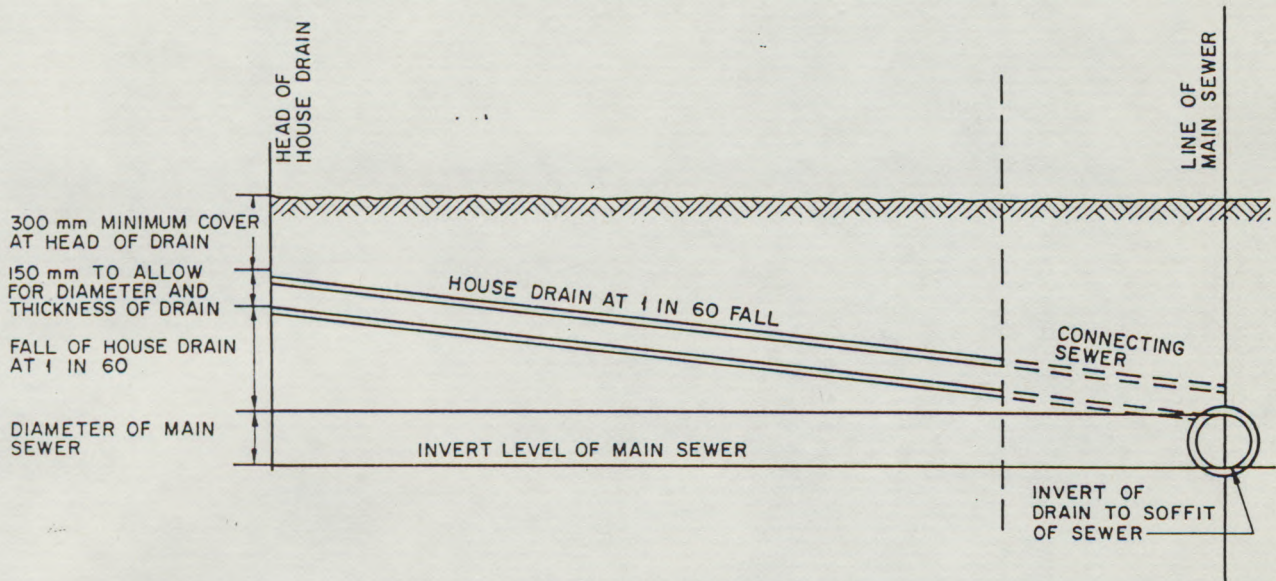 HEAD OF
HOUSE DRAIN
LINE OF
MAIN SEWER
300 mm MINIMUM COVER
AT HEAD OF DRAIN
150 mm TO ALLOW
FOR DIAMETER AND
THICKNESS OF DRAIN
FALL OF HOUSE DRAIN
AT 1 IN 60
DIAMETER OF MAIN
SEWER
HOUSE DRAIN AT 1 IN 60 FALL
CONNECTING
SEWER
INVERT LEVEL OF MAIN SEWER
INVERT OF
DRAIN TO SOFFIT
OF SEWER